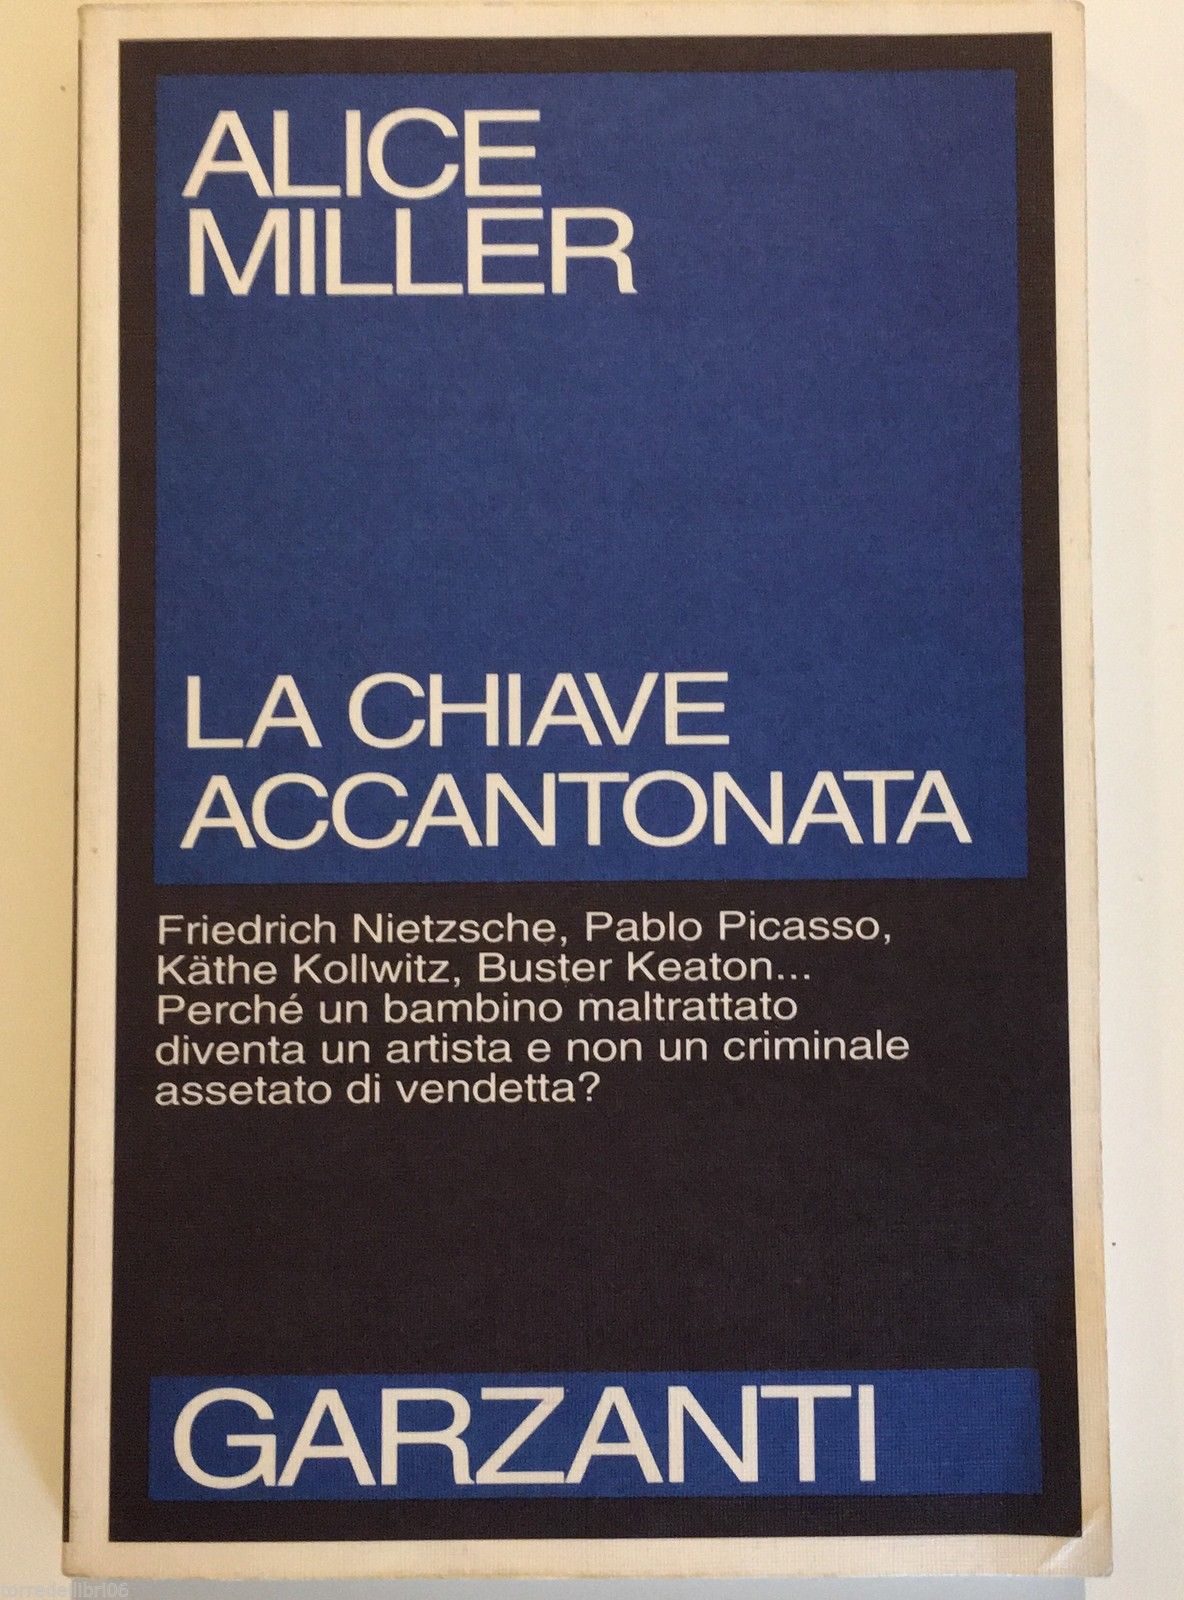 ALICE
MILLER
LA CHIAVE
ACCANTONATA
Friedrich Nietzsche, Pablo Picasso,
Käthe Kollwitz, Buster Keaton...
Perché un bambino maltrattato
diventa un artista e non un criminale
assetato di vendetta?
GARZANTI
torredeilibri06